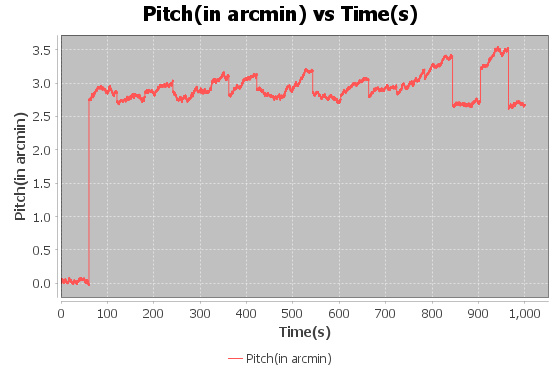 Pitch(in arcmin) vs Time(s)
3.5
3.0
2.5
2.0
1.5
1.0
0.5
0.0
Pitch(in arcmin)
0 100 200 300 400 500 600 700 800 900 1,000
Time(s)
Pitch(in arcmin)